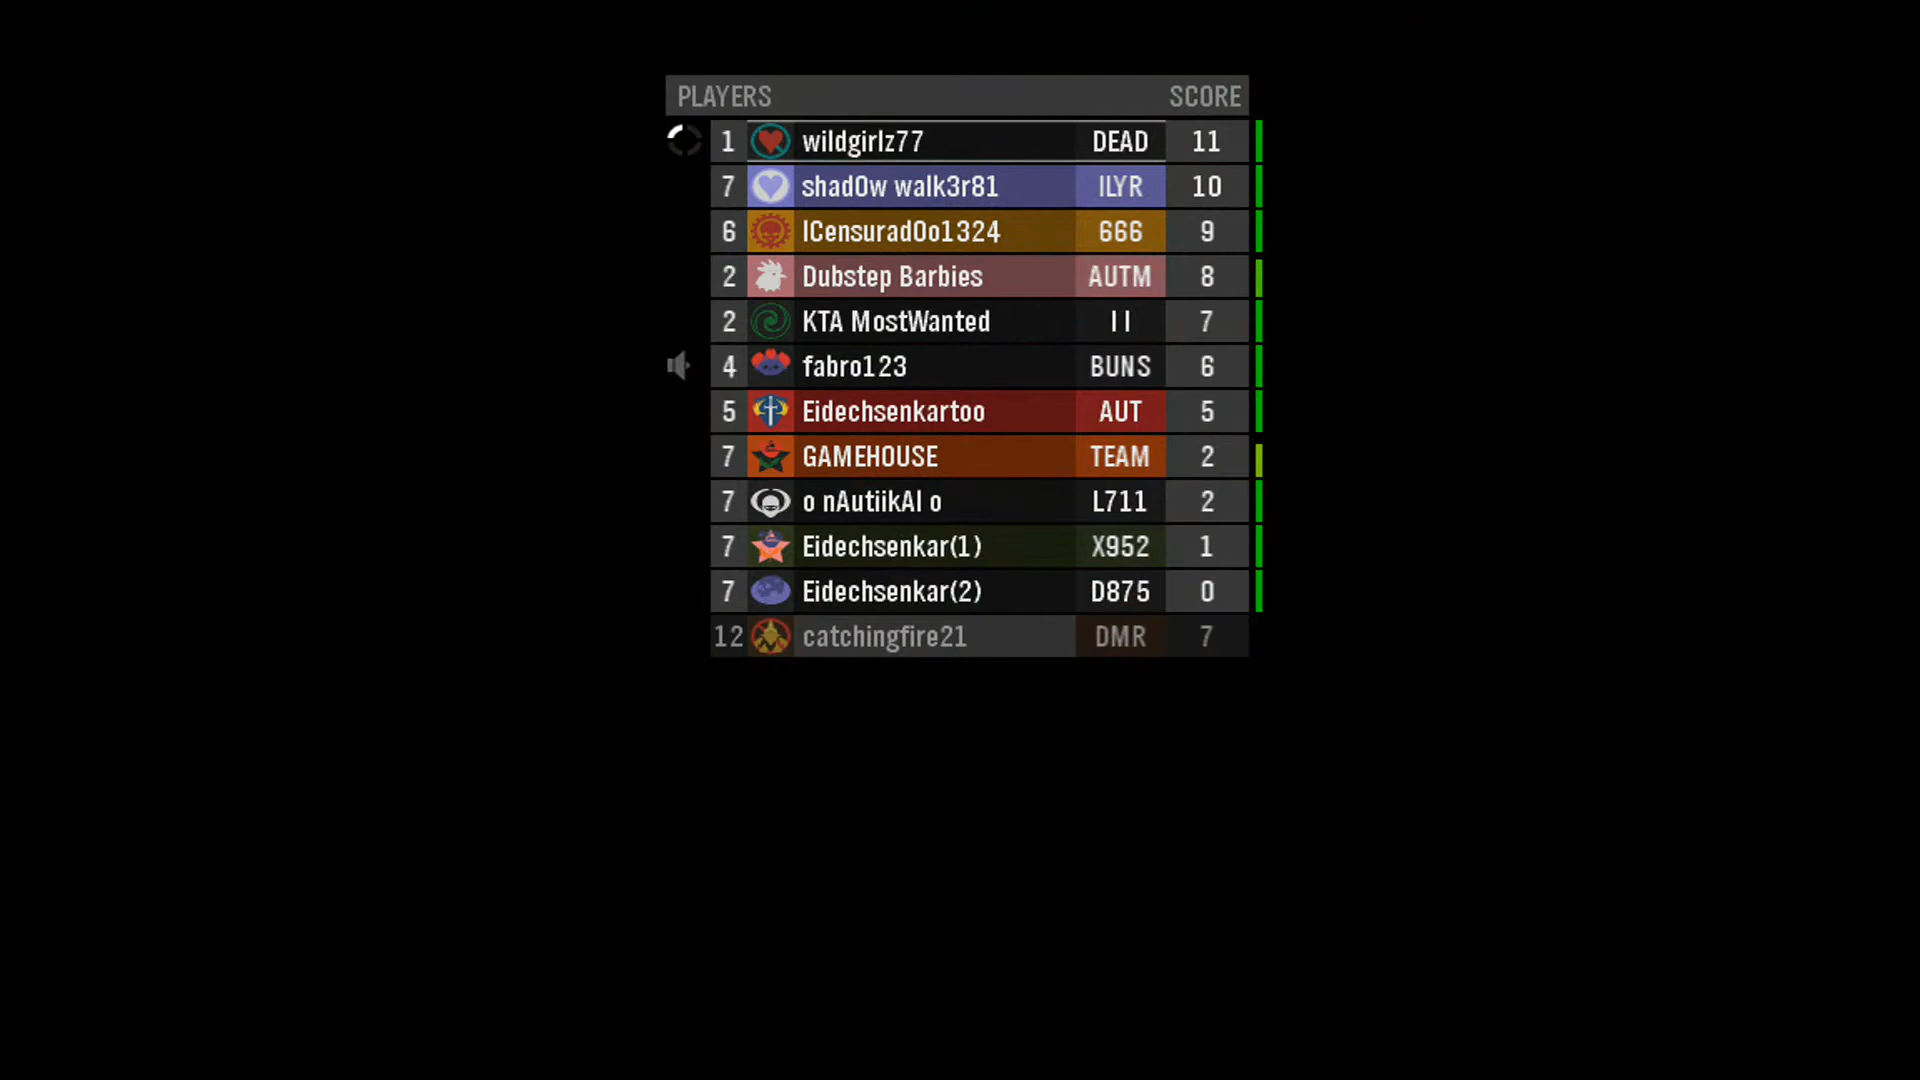 PLAYERS SCORE
1 wildgirlz77 DEAD 11
7 shad0w walk3r81 ILYR 10
6 ICensurad0o1324 666 9
2 Dubstep Barbies AUTM 8
2 KTA MostWanted II 7
4 fabro123 BUNS 6
5 Eidechsenkartoo AUT 5
7 GAMEHOUSE TEAM 2
7 o nAutiikAl o L711 2
7 Eidechsenkar(1) X952 1
7 Eidechsenkar(2) D875 0
12 catchingfire21 DMR 7